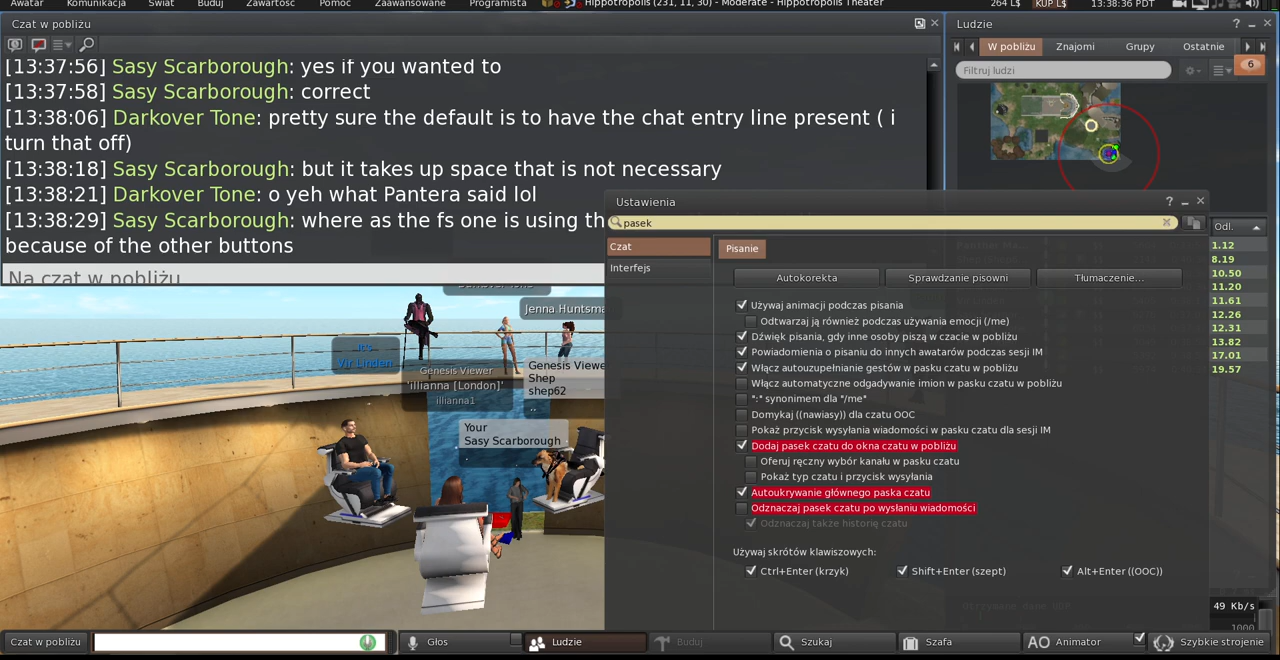 Awatar Komunikacja Świat Buduj Zawartość Pomoc Zaawansowane Programista Hippotropolis (231, 11, 30) - Moderate - Hippotropolis Theater 264 L$ KUP L$ 13:38:36 PDT
Czat w pobliżu
[13:37:56] Sasy Scarborough: yes if you wanted to
[13:37:58] Sasy Scarborough: correct
[13:38:06] Darkover Tone: pretty sure the default is to have the chat entry line present ( i
turn that off)
[13:38:18] Sasy Scarborough: but it takes up space that is not necessary
[13:38:21] Darkover Tone: o yeh what Pantera said lol
[13:38:29] Sasy Scarborough: where as the fs one is using th
because of the other buttons
Na czat w pobliżu
Ludzie
?
W pobliżu Znajomi Grupy Ostatnie
6
Filtruj ludzi
Odl.
1.12
8.19
10.50
11.20
11.61
12.26
12.31
13.82
17.01
19.57
Ustawienia
?
pasek
Czat
Interfejs
Pisanie
Autokorekta Sprawdzanie pisowni Tłumaczenie...
Używaj animacji podczas pisania
Odtwarzaj ją również podczas używania emocji (/me)
Dźwięk pisania, gdy inne osoby piszą w czacie w pobliżu
Powiadomienia o pisaniu do innych awatarów podczas sesji IM
Włącz autouzupełnianie gestów w pasku czatu w pobliżu
Włącz automatyczne odgadywanie imion w pasku czatu w pobliżu
":" synonimem dla "/me"
Domykaj ((nawiasy)) dla czatu OOC
Pokaż przycisk wysyłania wiadomości w pasku czatu dla sesji IM
Dodaj pasek czatu do okna czatu w pobliżu
Oferuj ręczny wybór kanału w pasku czatu
Pokaż typ czatu i przycisk wysyłania
Autoukrywanie głównego paska czatu
Odznaczaj pasek czatu po wysłaniu wiadomości
Odznaczaj także historię czatu
Używaj skrótów klawiszowych:
Ctrl+Enter (krzyk) Shift+Enter (szept) Alt+Enter ((OOC))
Jenna Huntsma
It's
Vir Linden
Genesis Viewer
'illianna [London]'
illianna1
Genesis Viewe
Shep
shep62
Your
Sasy Scarborough
49 Kb/s
1000
Czat w pobliżu Głos Ludzie Buduj Szukaj Szafa AO Animator Szybkie strojenie